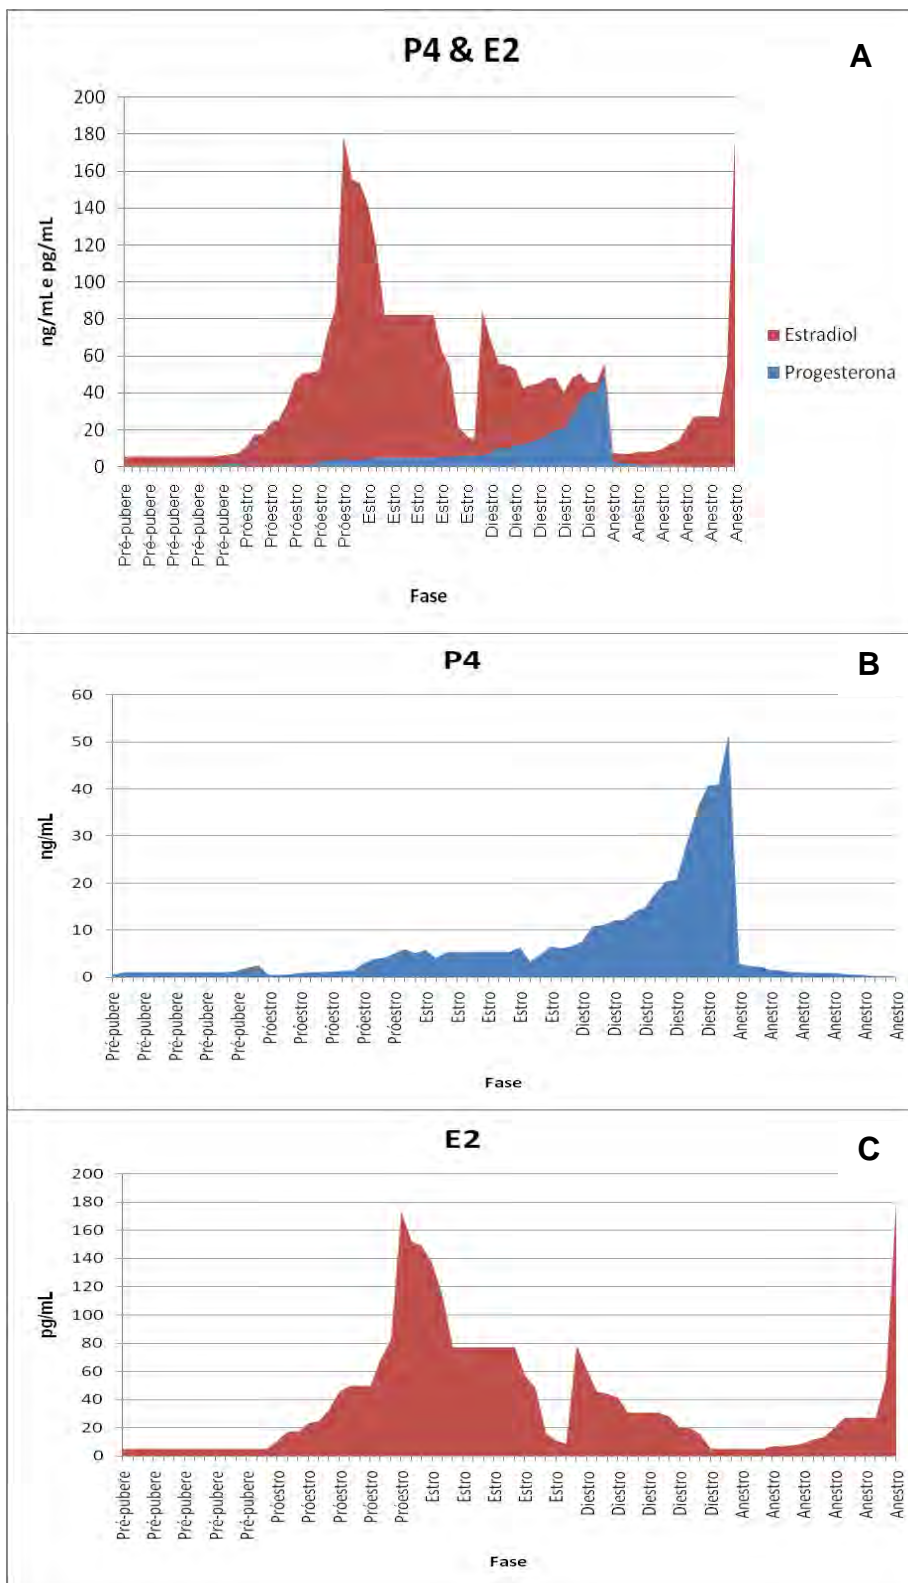 P4 & E2
A
200
180
160
140
120
100
80
60
40
20
0
ng/mL e pg/mL
Estradiol
Progesterona
Pré-pubere
Pré-pubere
Pré-pubere
Pré-pubere
Pré-pubere
Próestro
Próestro
Próestro
Próestro
Próestro
Estro
Estro
Estro
Estro
Estro
Diestro
Diestro
Diestro
Diestro
Diestro
Anestro
Anestro
Anestro
Anestro
Anestro
Anestro
Fase
P4
B
60
50
40
30
20
10
0
ng/mL
Pré-pubere
Pré-pubere
Pré-pubere
Pré-pubere
Pré-pubere
Próestro
Próestro
Próestro
Próestro
Próestro
Estro
Estro
Estro
Estro
Estro
Diestro
Diestro
Diestro
Diestro
Diestro
Anestro
Anestro
Anestro
Anestro
Anestro
Anestro
Fase
E2
C
200
180
160
140
120
100
80
60
40
20
0
pg/mL
Pré-pubere
Pré-pubere
Pré-pubere
Pré-pubere
Pré-pubere
Próestro
Próestro
Próestro
Próestro
Próestro
Estro
Estro
Estro
Estro
Estro
Diestro
Diestro
Diestro
Diestro
Diestro
Anestro
Anestro
Anestro
Anestro
Anestro
Anestro
Fase